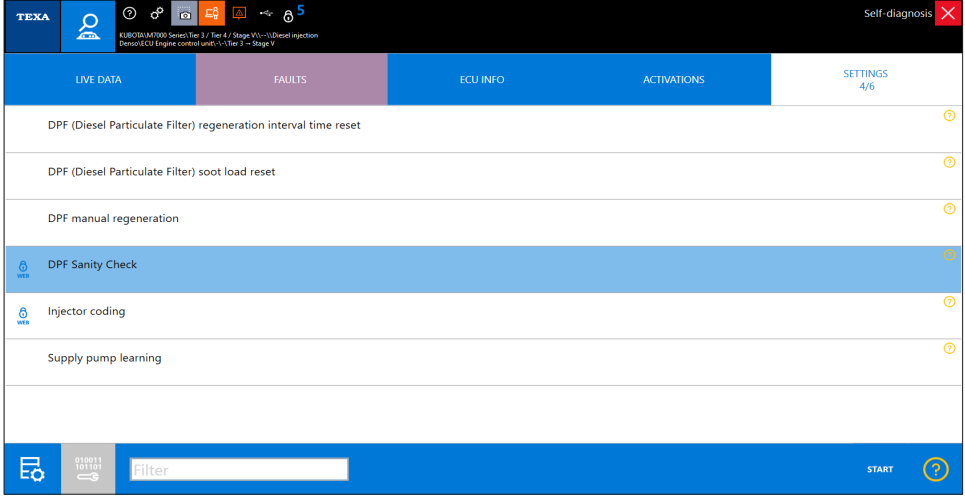 TEXA
5
Self-diagnosis
KUBOTA\M7000 Series\Tier 3 / Tier 4 / Stage V\\--\\Diesel injection
Denso\ECU Engine control unit\-\-\Tier 3 → Stage V
LIVE DATA
FAULTS
ECU INFO
ACTIVATIONS
SETTINGS
4/6
DPF (Diesel Particulate Filter) regeneration interval time reset
?
DPF (Diesel Particulate Filter) soot load reset
?
DPF manual regeneration
?
WEB
DPF Sanity Check
?
WEB
Injector coding
?
Supply pump learning
?
010011
101101
Filter
START
?